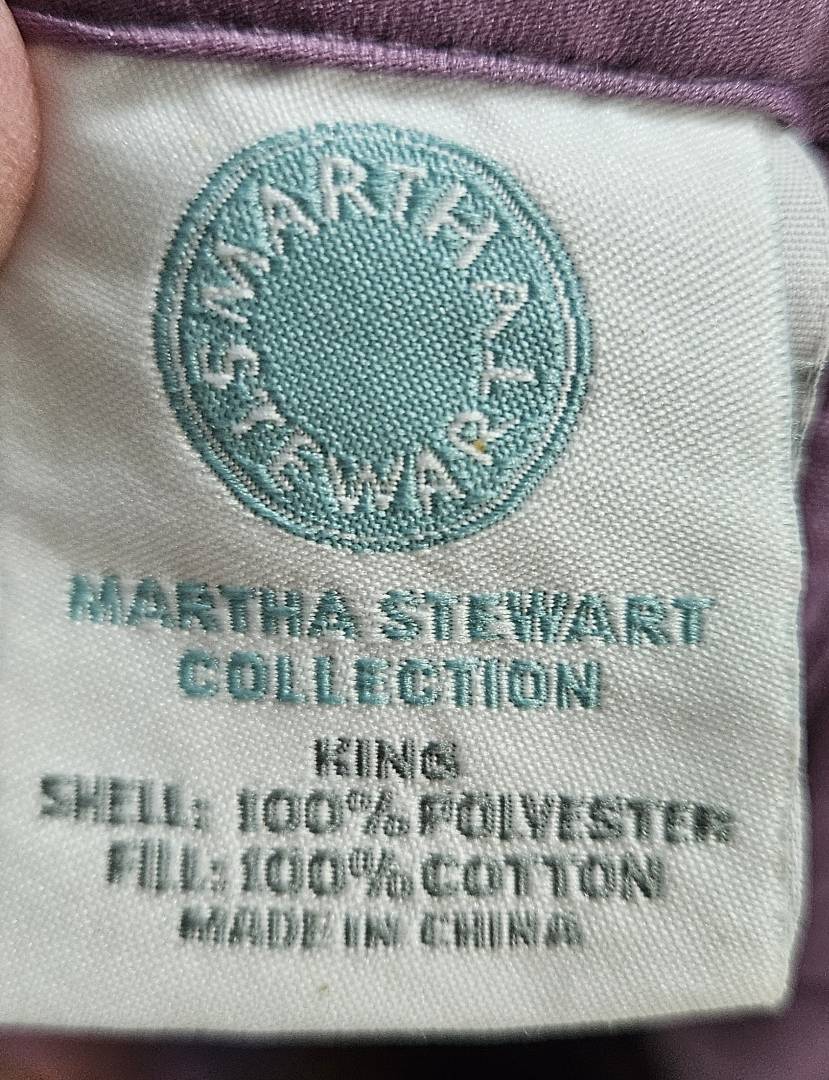 MARTHA STEWART
MARTHA STEWART
COLLECTION
KING
SHELL: 100% POLYESTER
FILL: 100% COTTON
MADE IN CHINA